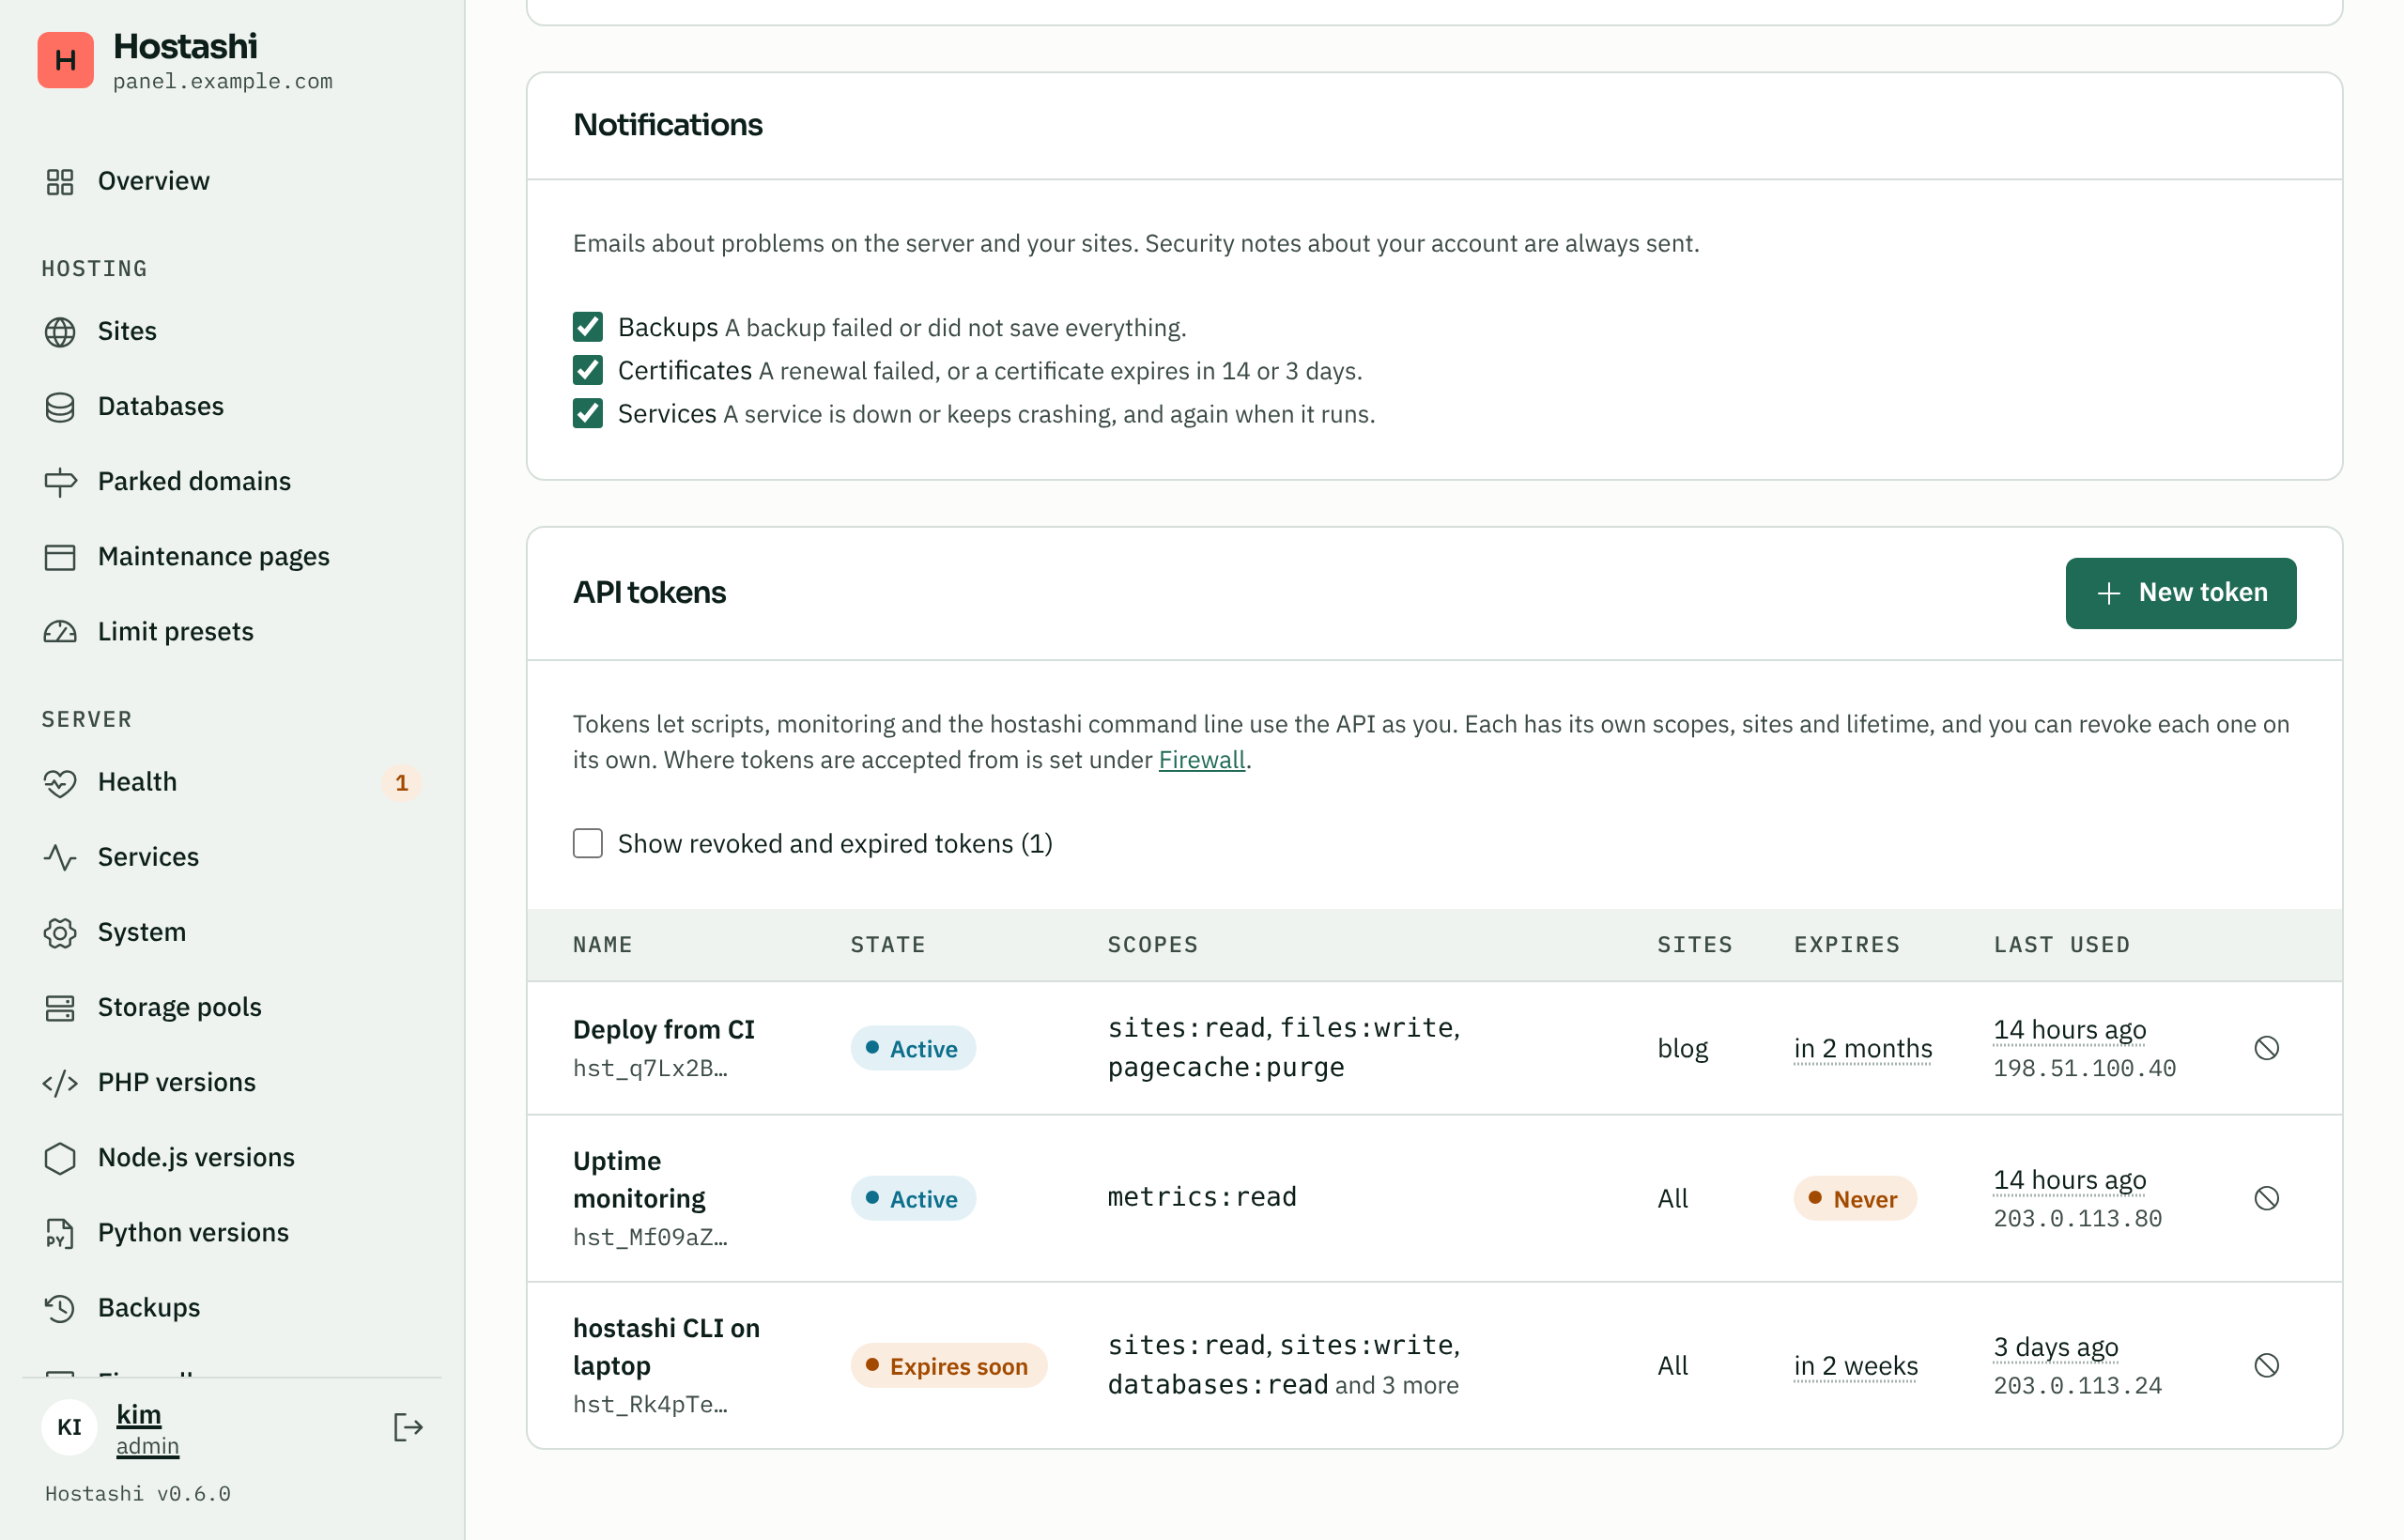 H
Hostashi
panel.example.com
Overview
HOSTING
Sites
Databases
Parked domains
Maintenance pages
Limit presets
SERVER
Health 1
Services
System
Storage pools
PHP versions
Node.js versions
PY Python versions
Backups
KI
kim
admin
Hostashi v0.6.0
Notifications
Emails about problems on the server and your sites. Security notes about your account are always sent.
Backups A backup failed or did not save everything.
Certificates A renewal failed, or a certificate expires in 14 or 3 days.
Services A service is down or keeps crashing, and again when it runs.
API tokens
New token
Tokens let scripts, monitoring and the hostashi command line use the API as you. Each has its own scopes, sites and lifetime, and you can revoke each one on
its own. Where tokens are accepted from is set under Firewall.
Show revoked and expired tokens (1)
NAME STATE SCOPES SITES EXPIRES LAST USED
Deploy from CI
hst_q7Lx2B…
Active
sites:read, files:write,
pagecache:purge
blog
in 2 months
14 hours ago
198.51.100.40
Uptime
monitoring
hst_Mf09aZ…
Active
metrics:read
All
Never
14 hours ago
203.0.113.80
hostashi CLI on
laptop
hst_Rk4pTe…
Expires soon
sites:read, sites:write,
databases:read and 3 more
All
in 2 weeks
3 days ago
203.0.113.24